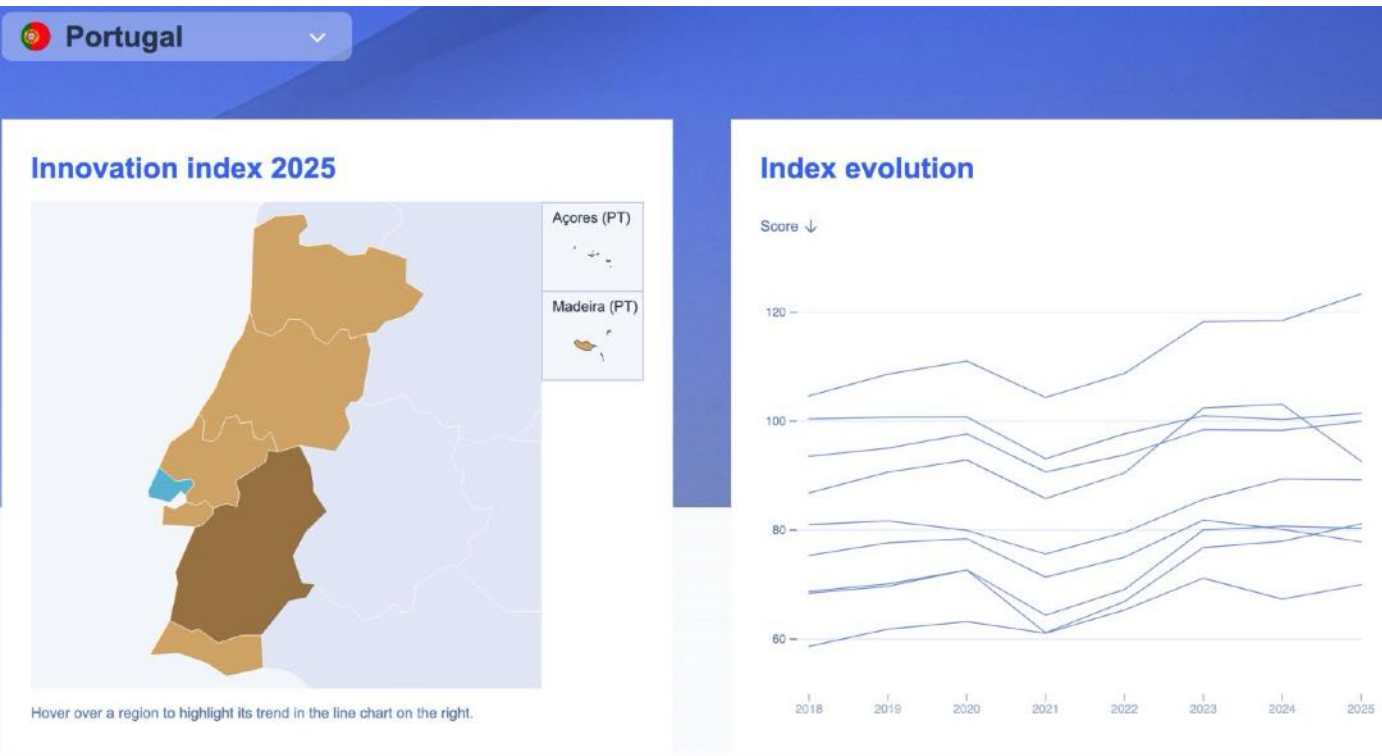 Portugal
Innovation index 2025
Açores (PT)
Madeira (PT)
Hover over a region to highlight its trend in the line chart on the right.
Index evolution
Score ↓
120
100
80
60
2018 2019 2020 2021 2022 2023 2024 2025